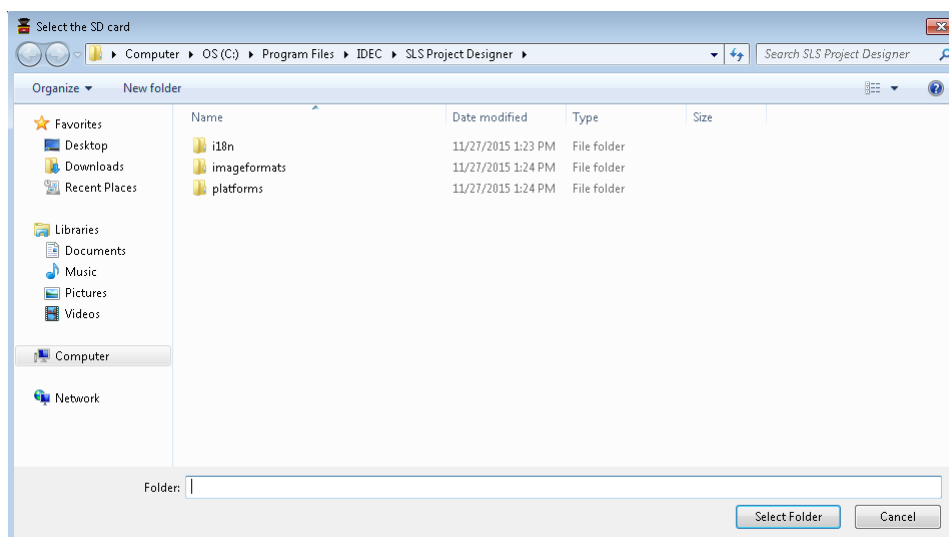 Select the SD card
Computer OS (C:) Program Files IDEC SLS Project Designer
Search SLS Project Designer
Organize New folder
Name Date modified Type Size
Favorites
Desktop
Downloads
Recent Places
Libraries
Documents
Music
Pictures
Videos
Computer
Network
i18n 11/27/2015 1:23 PM File folder
imageformats 11/27/2015 1:24 PM File folder
platforms 11/27/2015 1:24 PM File folder
Folder:
Select Folder Cancel